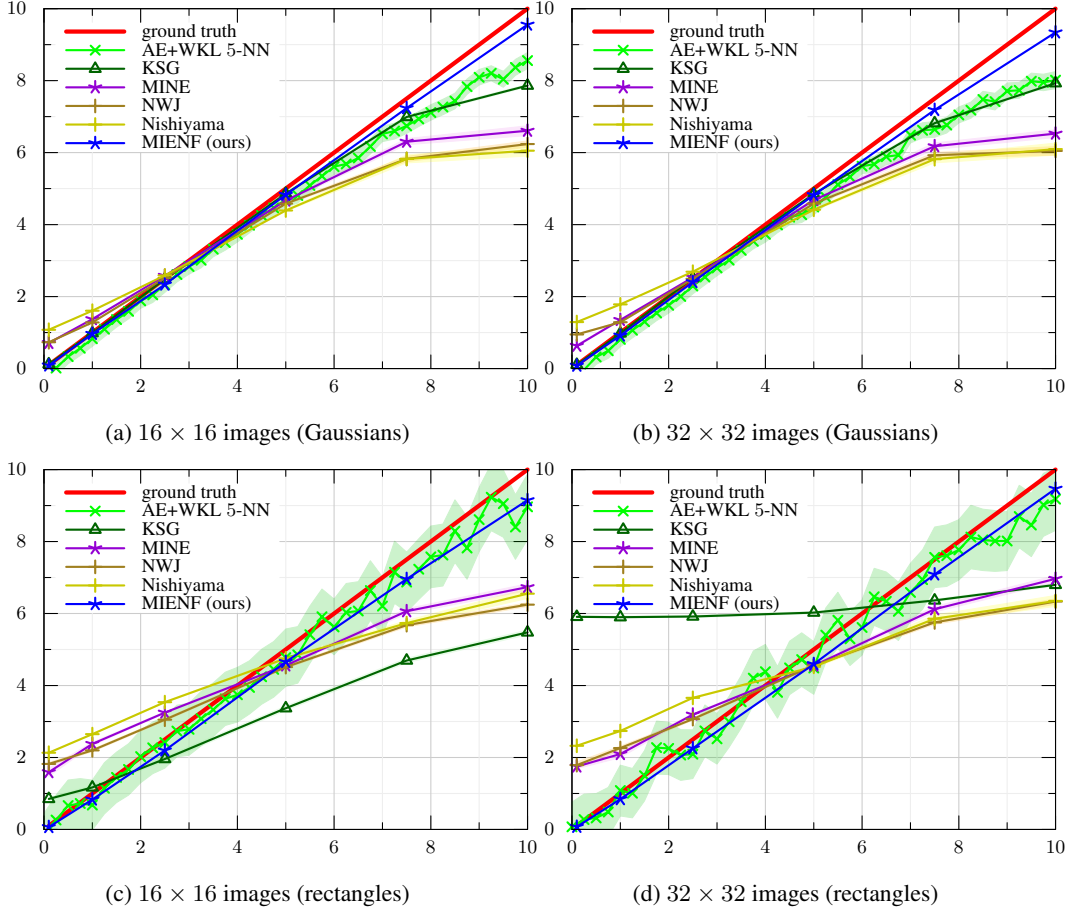 10
8
6
4
2
0
ground truth
AE+WKL 5-NN
KSG
MINE
NWJ
Nishiyama
MIENF (ours)
0 2 4 6 8 10
(a) 16 × 16 images (Gaussians)
10
8
6
4
2
0
ground truth
AE+WKL 5-NN
KSG
MINE
NWJ
Nishiyama
MIENF (ours)
0 2 4 6 8 10
(b) 32 × 32 images (Gaussians)
10
8
6
4
2
0
ground truth
AE+WKL 5-NN
KSG
MINE
NWJ
Nishiyama
MIENF (ours)
0 2 4 6 8 10
(c) 16 × 16 images (rectangles)
10
8
6
4
2
0
ground truth
AE+WKL 5-NN
KSG
MINE
NWJ
Nishiyama
MIENF (ours)
0 2 4 6 8 10
(d) 32 × 32 images (rectangles)